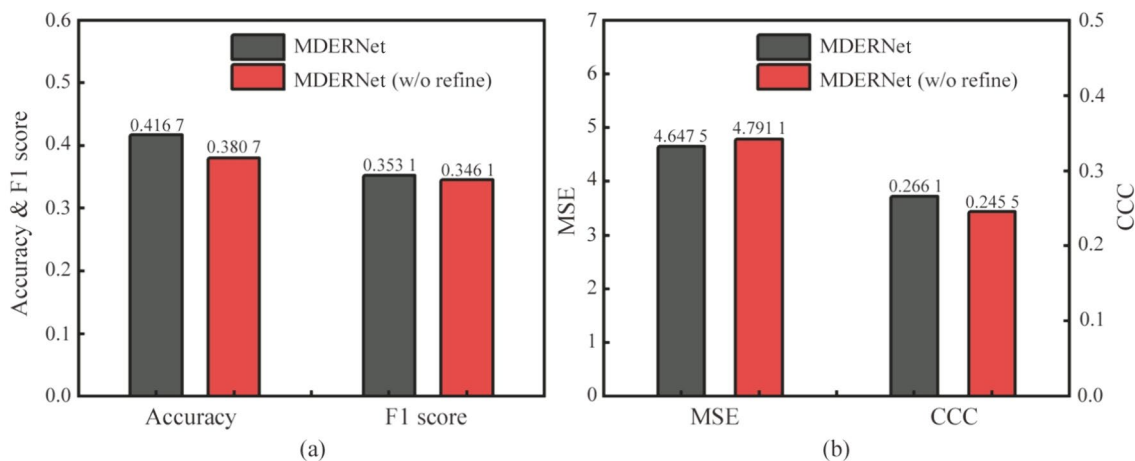 0.6
0.5
0.4
0.3
0.2
0.1
0.0
Accuracy & F1 score
MDERNet
MDERNet (w/o refine)
0.416 7
0.380 7
0.353 1
0.346 1
Accuracy
F1 score
(a)
7
6
5
4
3
2
1
0
MSE
MDERNet
MDERNet (w/o refine)
4.647 5
4.791 1
0.266 1
0.245 5
MSE
CCC
0.5
0.4
0.3
0.2
0.1
0.0
CCC
(b)